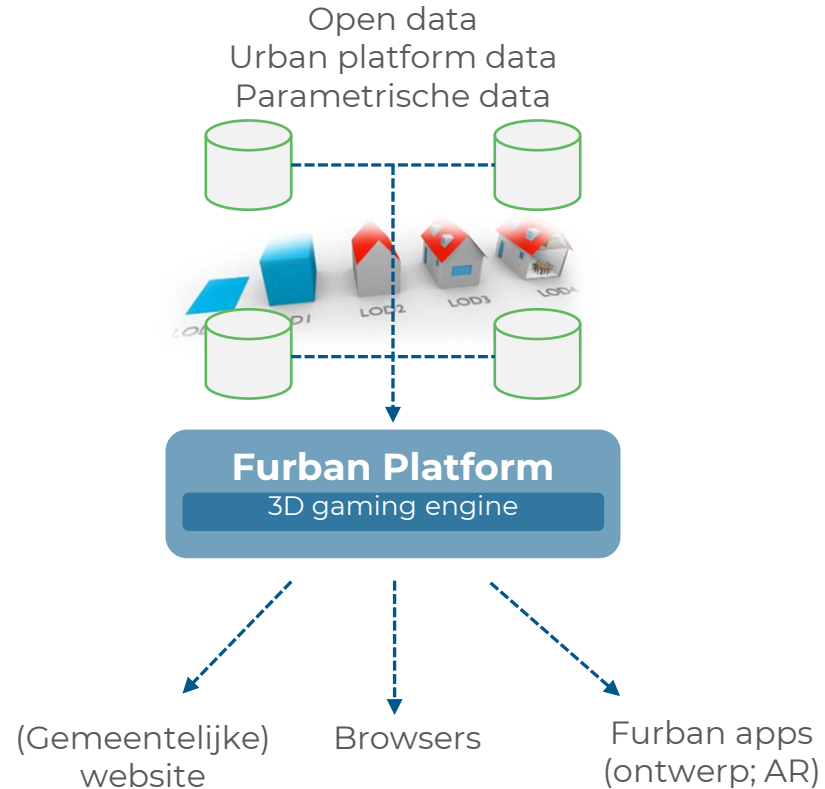 Open data
Urban platform data
Parametrische data
LOD1
LOD2
LOD3
LOD4
Furban Platform
3D gaming engine
(Gemeentelijke)
website
Browsers
Furban apps
(ontwerp; AR)